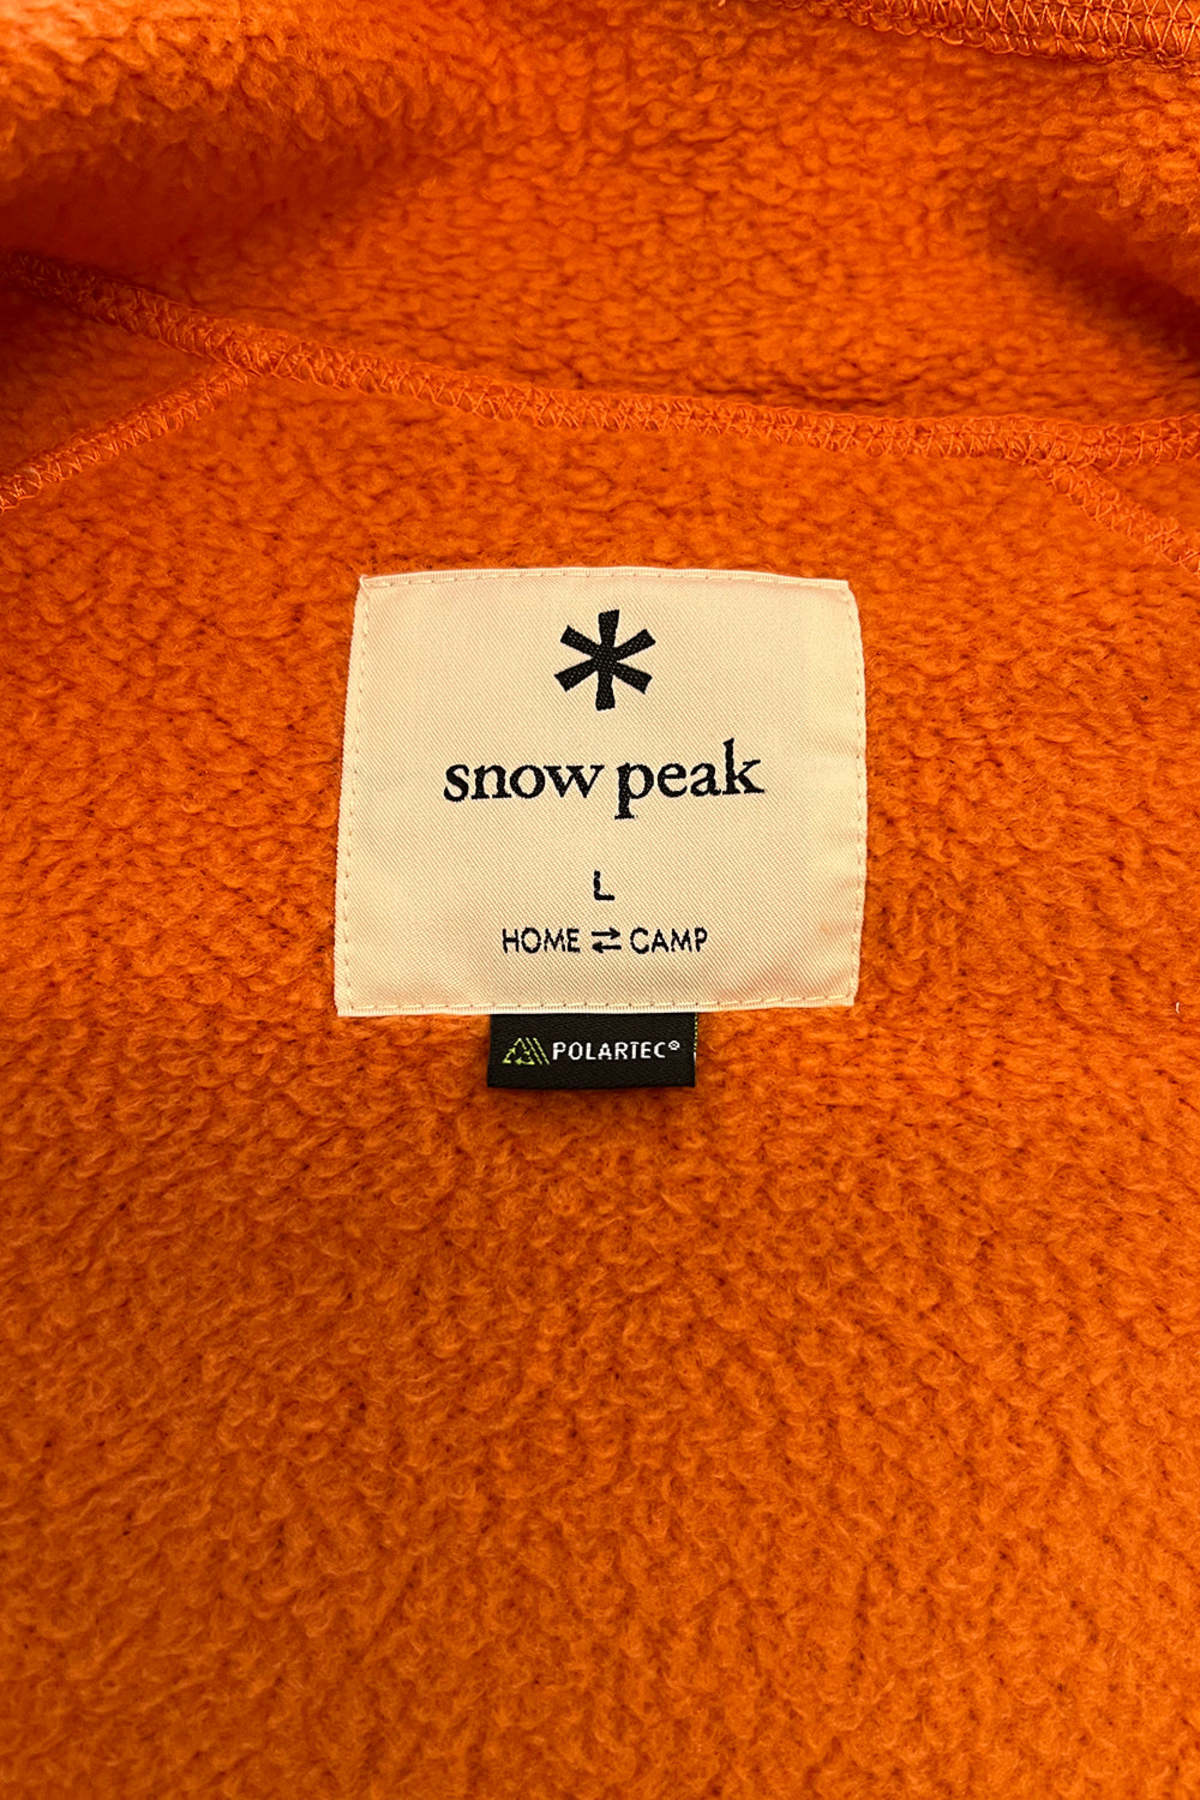 snow peak
L
HOME ⇄ CAMP
POLARTEC®